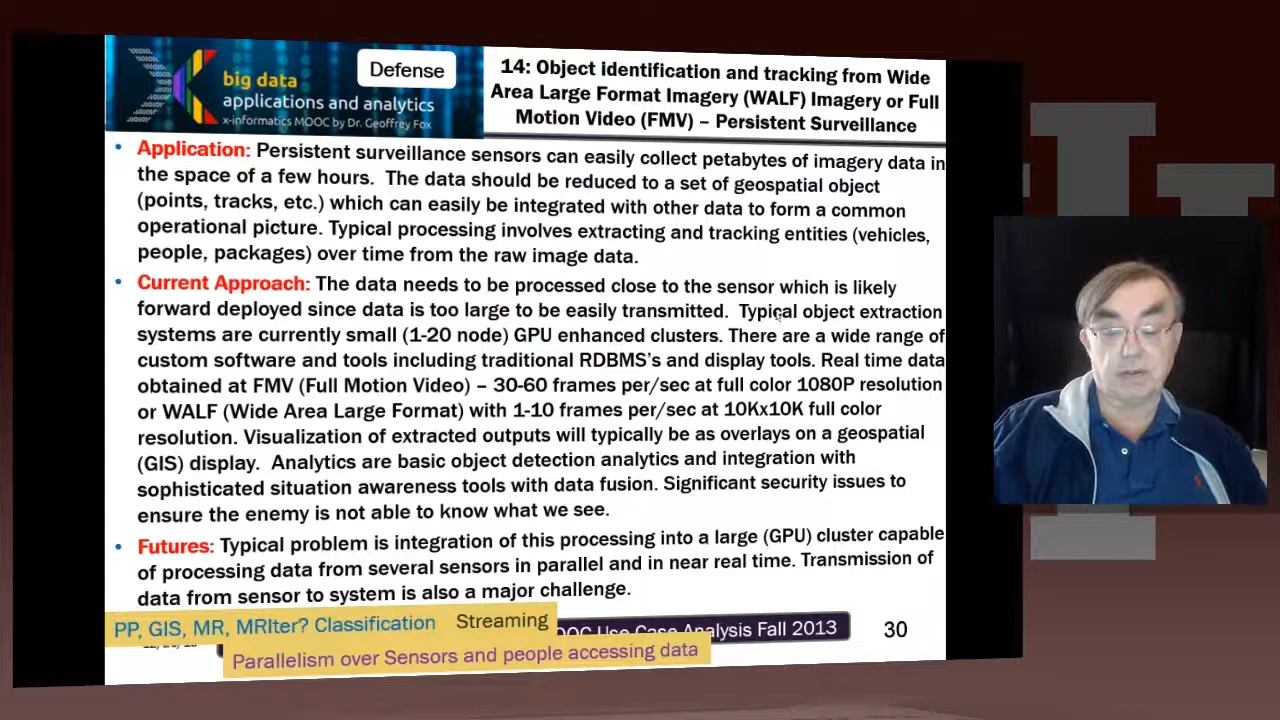 Defense
big data
applications and analytics
x-informatics MOOC by Dr. Geoffrey Fox
14: Object Identification and tracking from Wide
Area Large Format Imagery (WALF) Imagery or Full
Motion Video (FMV) – Persistent Surveillance
• Application: Persistent surveillance sensors can easily collect petabytes of imagery data in
the space of a few hours. The data should be reduced to a set of geospatial object
(points, tracks, etc.) which can easily be integrated with other data to form a common
operational picture. Typical processing involves extracting and tracking entities (vehicles,
people, packages) over time from the raw image data.
• Current Approach: The data needs to be processed close to the sensor which is likely
forward deployed since data is too large to be easily transmitted. Typical object extraction
systems are currently small (1-20 node) GPU enhanced clusters. There are a wide range of
custom software and tools including traditional RDBMS's and display tools. Real time data
obtained at FMV (Full Motion Video) – 30-60 frames per/sec at full color 1080P resolution
or WALF (Wide Area Large Format) with 1-10 frames per/sec at 10Kx10K full color
resolution. Visualization of extracted outputs will typically be as overlays on a geospatial
(GIS) display. Analytics are basic object detection analytics and integration with
sophisticated situation awareness tools with data fusion. Significant security issues to
ensure the enemy is not able to know what we see.
• Futures: Typical problem is integration of this processing into a large (GPU) cluster capable
of processing data from several sensors in parallel and in near real time. Transmission of
data from sensor to system is also a major challenge.
PP, GIS, MR, MRIter? Classification Streaming
Use Case Analysis Fall 2013
30
Parallelism over Sensors and people accessing data